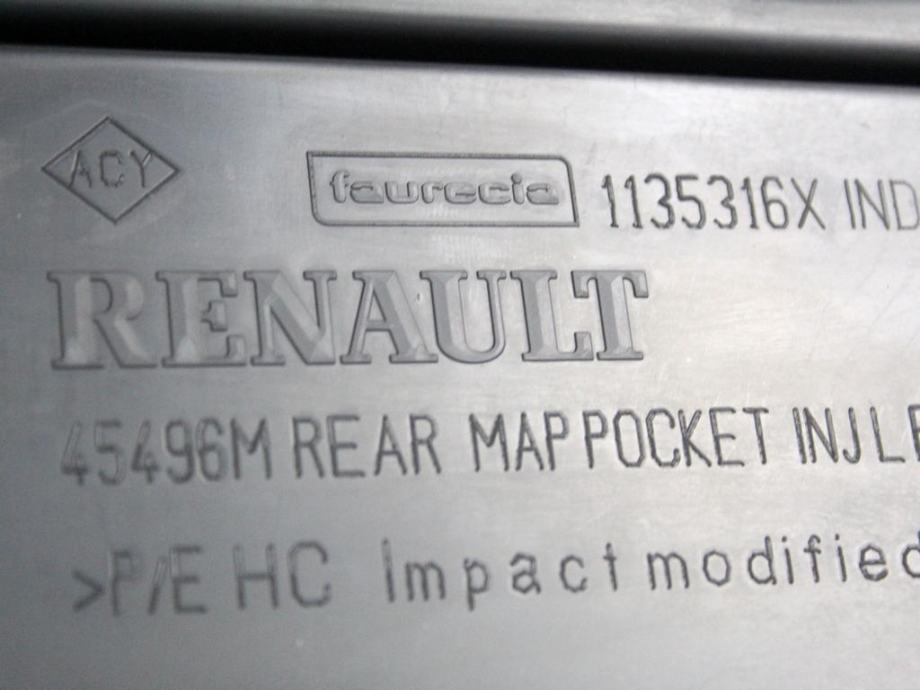 ACY faurecia 1135316X IND
RENAULT
45496M REAR MAP POCKET INJ
>P/E HC Impact modified